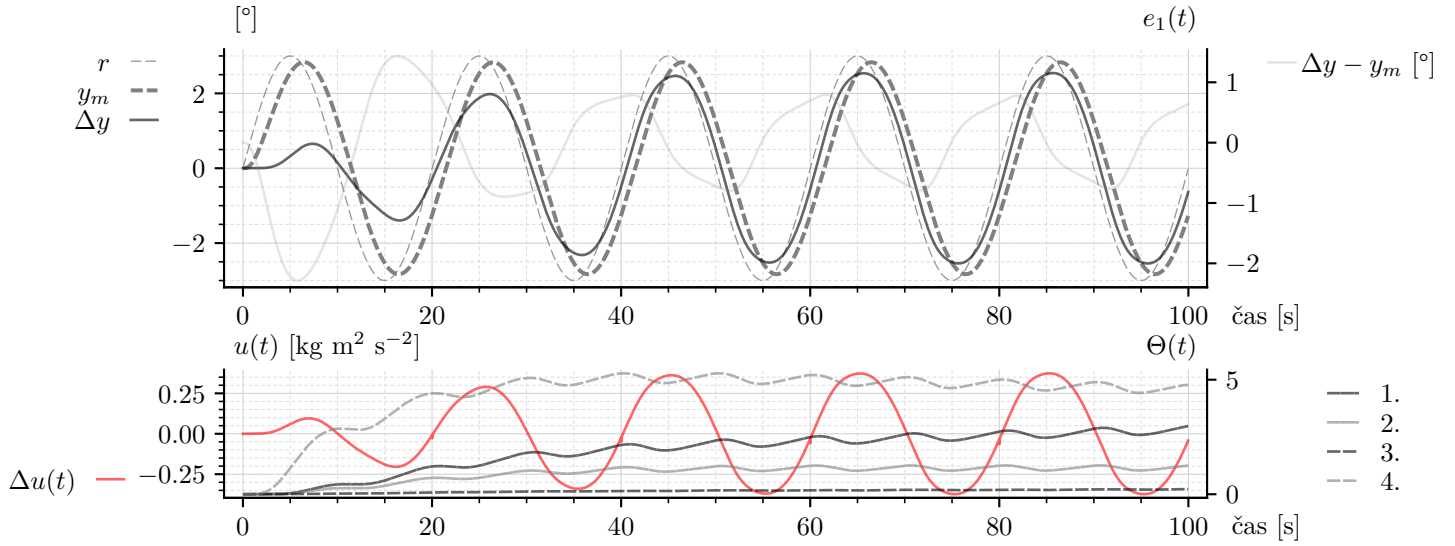 [°]
e₁(t)
r
yₘ
Δy
Δy − yₘ [°]
2
0
−2
1
0
−1
−2
0
20
40
60
80
100
čas [s]
u(t) [kg m² s⁻²]
Θ(t)
0.25
0.00
−0.25
Δu(t)
5
0
1.
2.
3.
4.
0
20
40
60
80
100
čas [s]